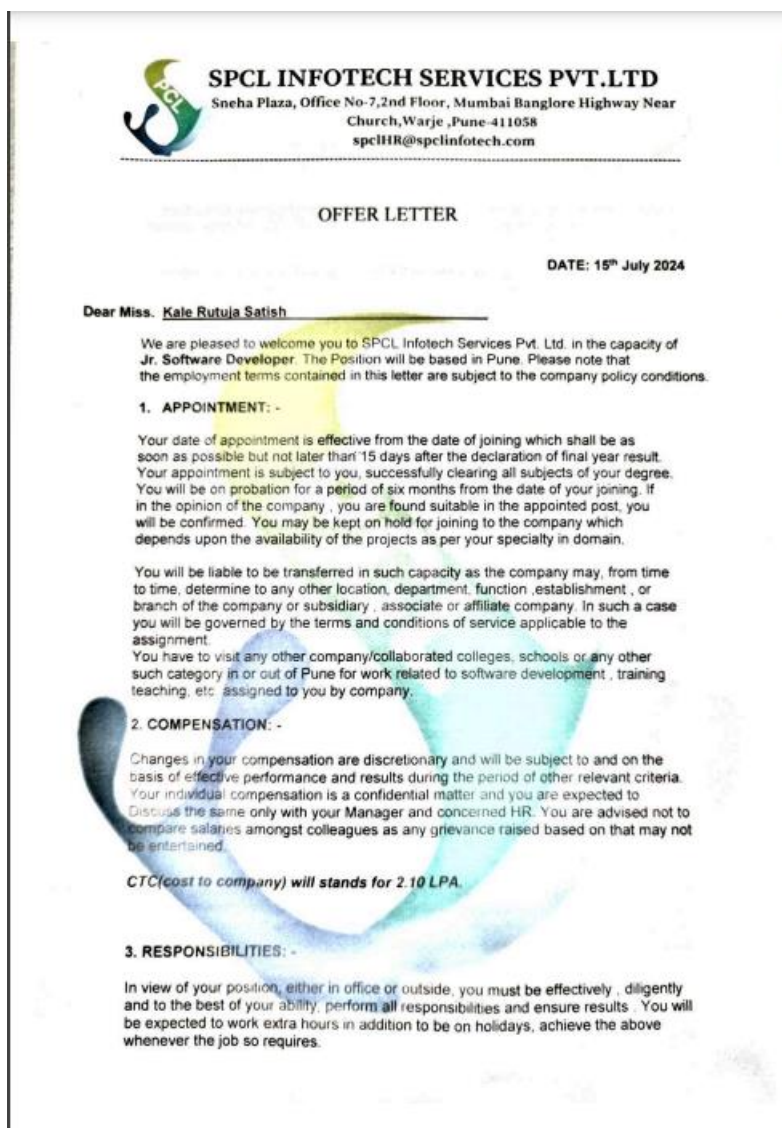 PCL
SPCL INFOTECH SERVICES PVT.LTD
Sneha Plaza, Office No-7,2nd Floor, Mumbai Banglore Highway Near
Church,Warje ,Pune-411058
spclHR@spclinfotech.com
OFFER LETTER
DATE: 15th July 2024
Dear Miss. Kale Rutuja Satish
We are pleased to welcome you to SPCL Infotech Services Pvt. Ltd. in the capacity of
Jr. Software Developer. The Position will be based in Pune. Please note that
the employment terms contained in this letter are subject to the company policy conditions.
1. APPOINTMENT: -
Your date of appointment is effective from the date of joining which shall be as
soon as possible but not later than 15 days after the declaration of final year result.
Your appointment is subject to you, successfully clearing all subjects of your degree.
You will be on probation for a period of six months from the date of your joining. If
in the opinion of the company , you are found suitable in the appointed post, you
will be confirmed. You may be kept on hold for joining to the company which
depends upon the availability of the projects as per your specialty in domain.
You will be liable to be transferred in such capacity as the company may, from time
to time, determine to any other location, department, function ,establishment , or
branch of the company or subsidiary , associate or affiliate company. In such a case
you will be governed by the terms and conditions of service applicable to the
assignment.
You have to visit any other company/collaborated colleges, schools or any other
such category in or out of Pune for work related to software development , training
teaching, etc assigned to you by company.
2. COMPENSATION: -
Changes in your compensation are discretionary and will be subject to and on the
basis of effective performance and results during the period of other relevant criteria.
Your individual compensation is a confidential matter and you are expected to
Discuss the same only with your Manager and concerned HR. You are advised not to
compare salaries amongst colleagues as any grievance raised based on that may not
be entertained.
CTC(cost to company) will stands for 2.10 LPA.
3. RESPONSIBILITIES: -
In view of your position, either in office or outside, you must be effectively , diligently
and to the best of your ability, perform all responsibilities and ensure results . You will
be expected to work extra hours in addition to be on holidays, achieve the above
whenever the job so requires.